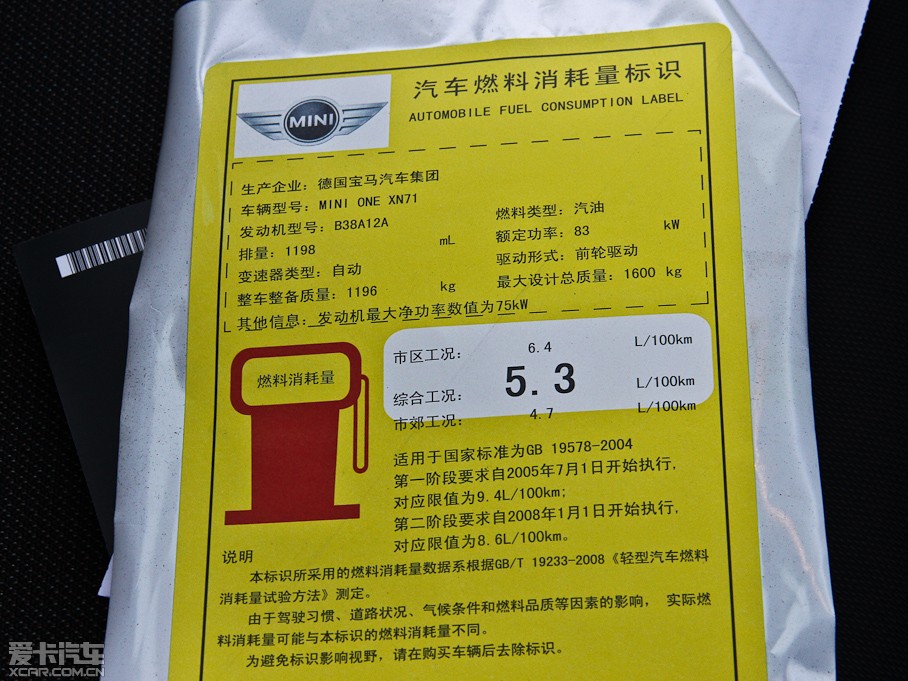 汽车燃料消耗量标识
AUTOMOBILE FUEL CONSUMPTION LABEL
MINI
生产企业：德国宝马汽车集团
车辆型号：MINI ONE XN71
发动机型号：B38A12A 燃料类型：汽油
排量：1198 mL 额定功率：83 kW
变速器类型：自动 驱动形式：前轮驱动
整车整备质量：1196 kg 最大设计总质量：1600 kg
其他信息：发动机最大净功率数值为75kW
燃料消耗量
市区工况： 6.4 L/100km
综合工况： 5.3 L/100km
市郊工况： 4.7 L/100km
适用于国家标准为GB 19578-2004
第一阶段要求自2005年7月1日开始执行，
对应限值为9.4L/100km；
第二阶段要求自2008年1月1日开始执行，
对应限值为8.6L/100km。
说明
本标识所采用的燃料消耗量数据系根据GB/T 19233-2008《轻型汽车燃料
消耗量试验方法》测定。
由于驾驶习惯、道路状况、气候条件和燃料品质等因素的影响， 实际燃
料消耗量可能与本标识的燃料消耗量不同。
为避免标识影响视野，请在购买车辆后去除标识。
爱卡汽车
XCAR.COM.CN